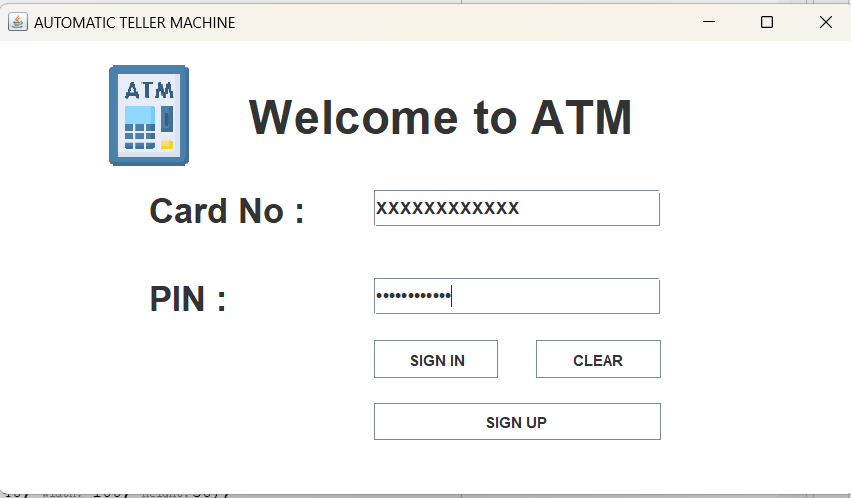 AUTOMATIC TELLER MACHINE
ATM
Welcome to ATM
Card No :
XXXXXXXXXXXX
PIN :
••••••••••••
SIGN IN
CLEAR
SIGN UP